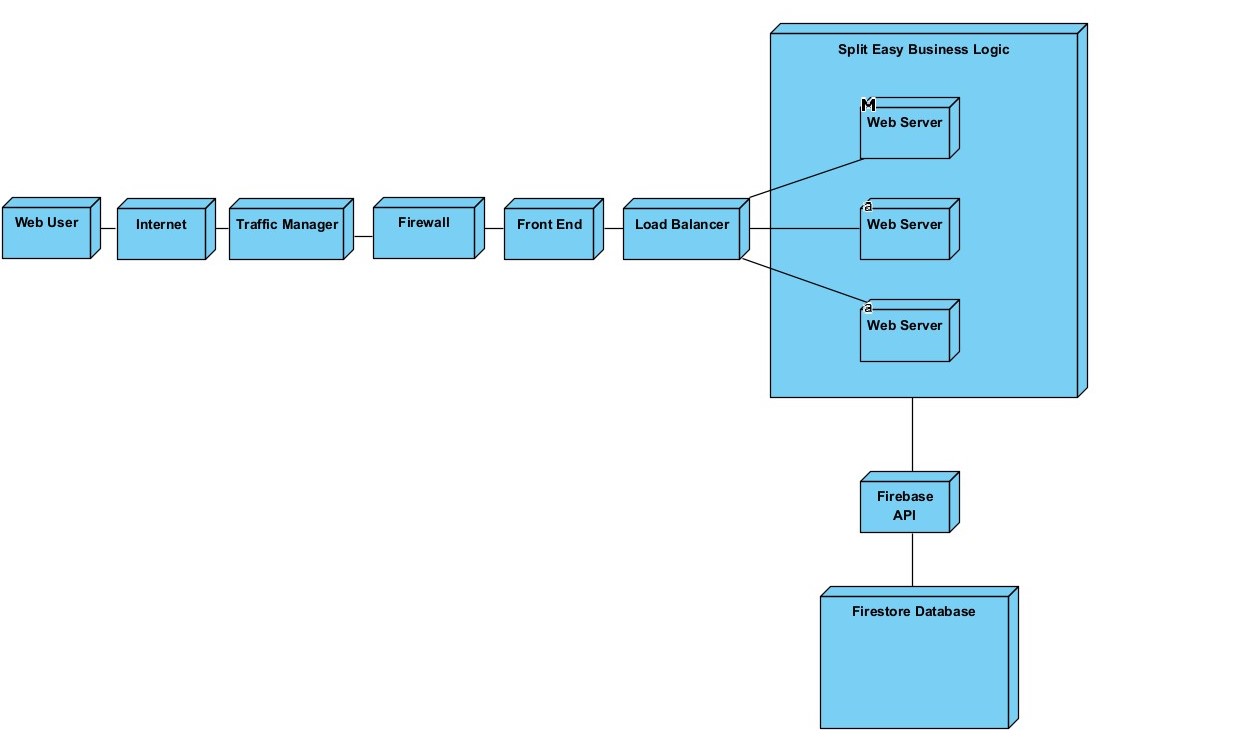 Split Easy Business Logic
M
Web Server
Web User
Internet
Traffic Manager
Firewall
Front End
Load Balancer
a
Web Server
a
Web Server
Firebase
API
Firestore Database